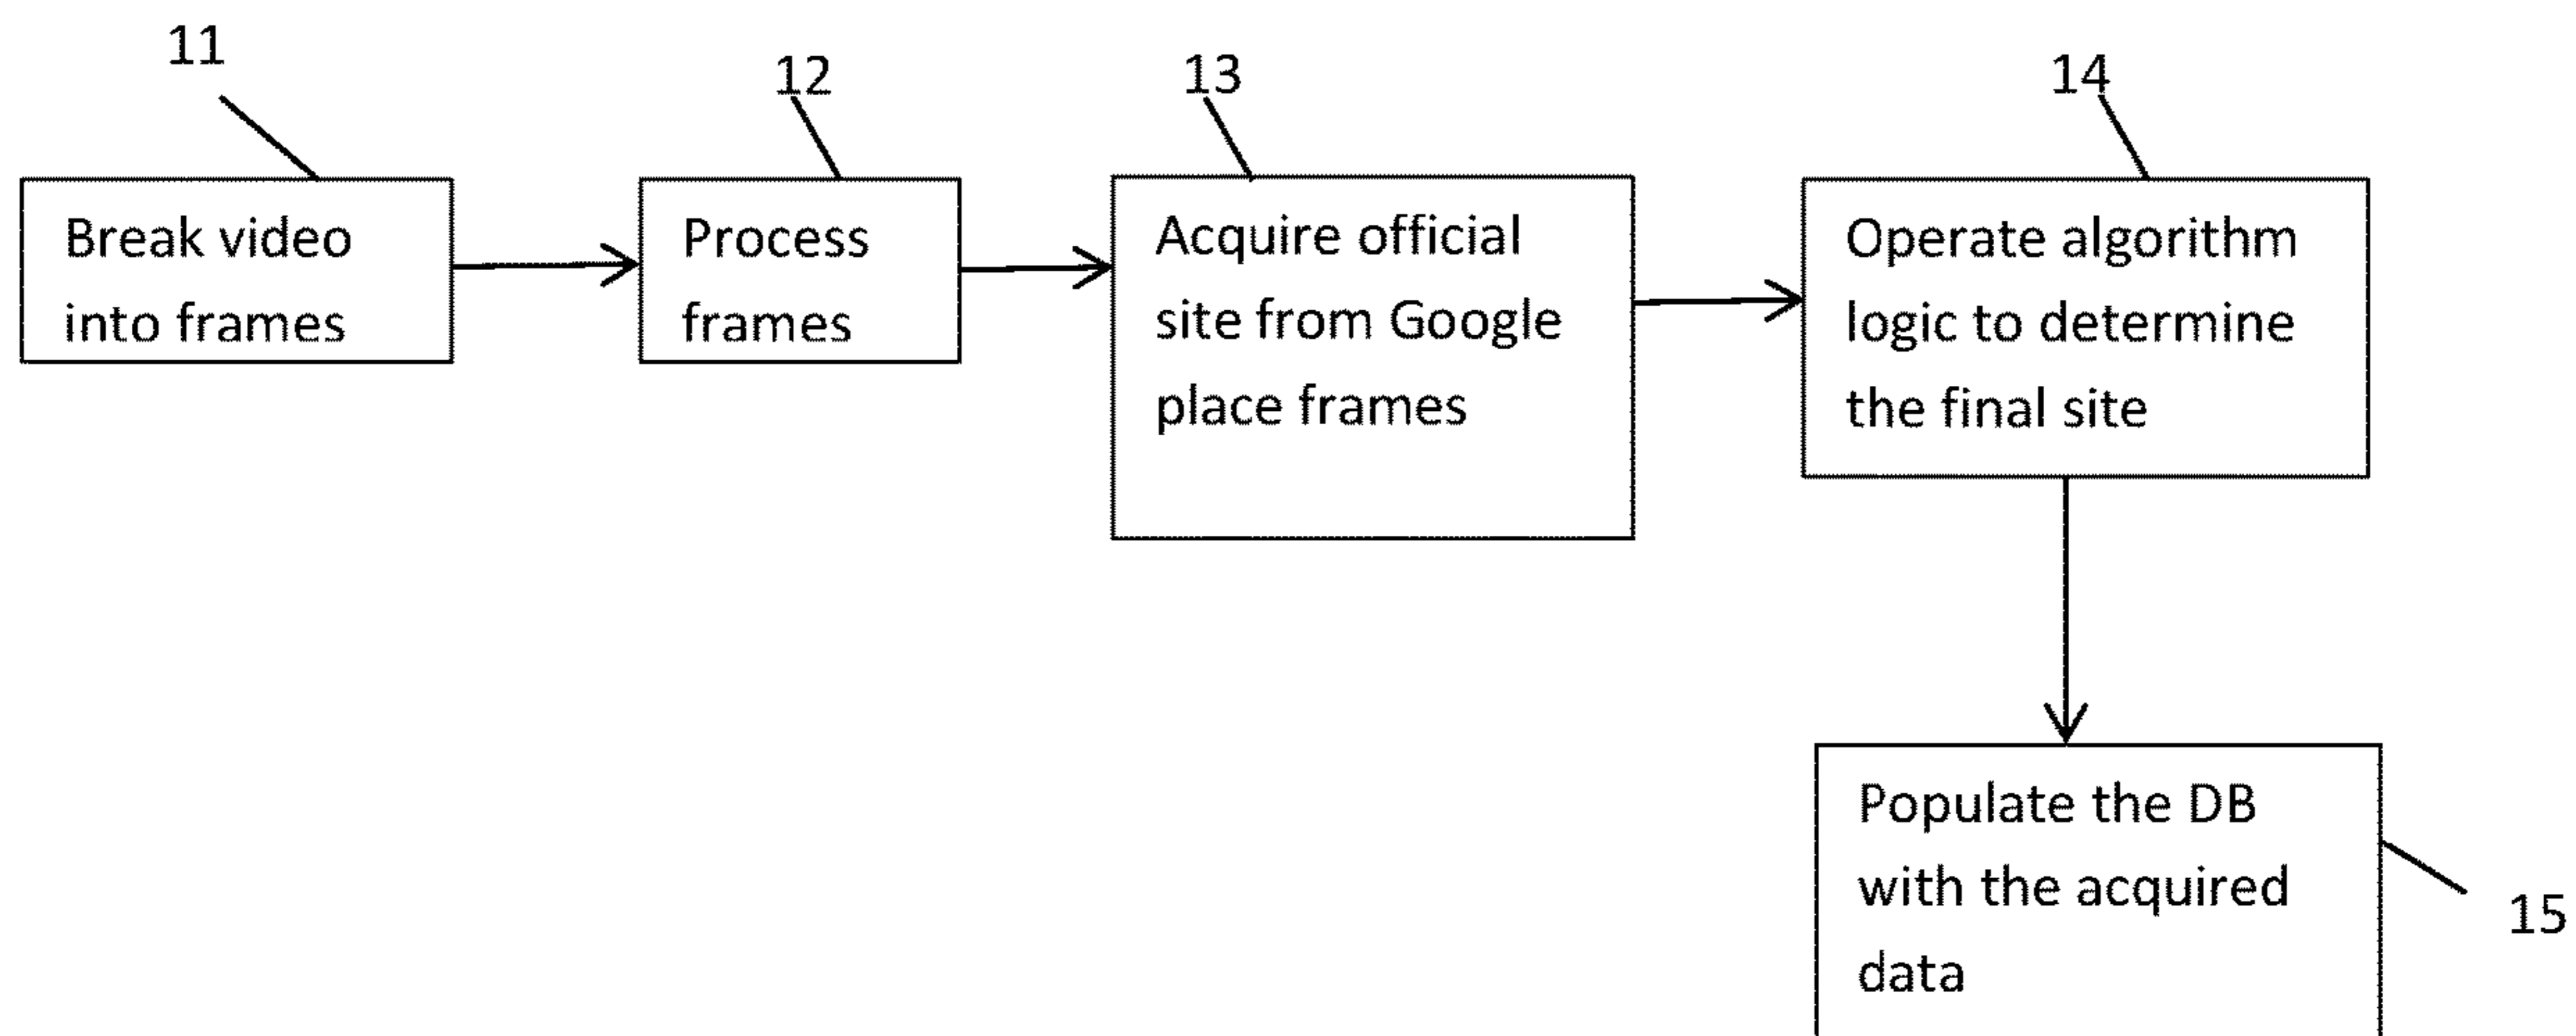 11
12
13
14
Break video
into frames
Process
frames
Acquire official
site from Google
place frames
Operate algorithm
logic to determine
the final site
Populate the DB
with the acquired
data
15